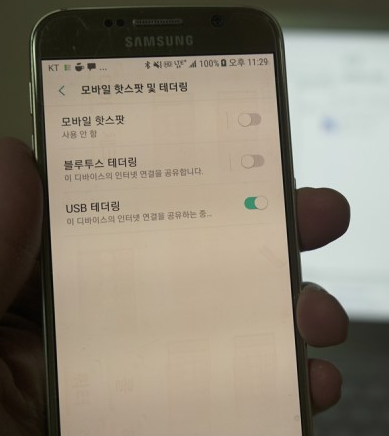 SAMSUNG
KT ... 100% 오후 11:29
모바일 핫스팟 및 테더링
모바일 핫스팟
사용 안 함
블루투스 테더링
이 디바이스의 인터넷 연결을 공유합니다.
USB 테더링
이 디바이스의 인터넷 연결을 공유하는 중...